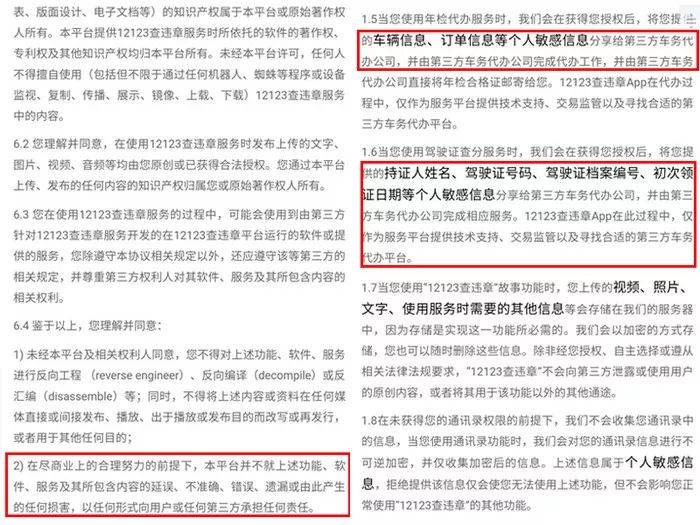 表、版面设计、电子文档等）的知识产权属于本平台或原始著作权
人所有。本平台提供12123查违章服务时所依托的软件的著作权、
专利权及其他知识产权均归本平台所有。未经本平台许可，任何人
不得擅自使用（包括但不限于通过任何机器人、蜘蛛等程序或设备
监视、复制、传播、展示、镜像、上载、下载）12123查违章服务
中的内容。
6.2 您理解并同意，在使用12123查违章服务时发布上传的文字、
图片、视频、音频等均由您原创或已获得合法授权。您通过本平台
上传、发布的任何内容的知识产权归属您或原始著作权人所有。
6.3 您在使用12123查违章服务的过程中，可能会使用到由第三方
针对12123查违章服务开发的在12123查违章平台运行的软件或提
供的服务，您除遵守本协议相关规定以外，还应遵守该等第三方的
相关规定，并尊重第三方权利人对其软件、服务及其所包含内容的
相关权利。
6.4 鉴于以上，您理解并同意：
1) 未经本平台及相关权利人同意，您不得对上述功能、软件、服务
进行反向工程 （reverse engineer）、反向编译（decompile）或反
汇编（disassemble）等；同时，不得将上述内容或资料在任何媒
体直接或间接发布、播放、出于播放或发布目的而改写或再发行，
或者用于其他任何目的；
2) 在尽商业上的合理努力的前提下，本平台并不就上述功能、软
件、服务及其所包含内容的延误、不准确、错误、遗漏或由此产生
的任何损害，以任何形式向用户或任何第三方承担任何责任。
1.5当您使用年检代办服务时，我们会在获得您授权后，将您提供
的车辆信息、订单信息等个人敏感信息分享给第三方车务代
办公司，并由第三方车务代办公司完成代办工作，并由第三方车务
代办公司直接将年检合格证邮寄给您。12123查违章App在代办过
程中，仅作为服务平台提供技术支持、交易监管以及寻找合适的第
三方车务代办平台。
1.6当您使用驾驶证查分服务时，我们会在获得您授权后，将您提
供的持证人姓名、驾驶证号码、驾驶证档案编号、初次领
证日期等个人敏感信息分享给第三方车务代办公司，并由第三
方车务代办公司完成相应服务。12123查违章App在此过程中，仅
作为服务平台提供技术支持、交易监管以及寻找合适的第三方车务
代办平台。
1.7当您使用“12123查违章”故事功能时，您上传的视频、照片、
文字、使用服务时需要的其他信息等会存储在我们的服务器
中，因为存储是实现这一功能所必需的。我们会以加密的方式存
储，您也可以随时删除这些信息。除非经您授权、自主选择或遵从
相关法律法规要求，“12123查违章”不会向第三方泄露或使用用户
的原创内容，或者将其用于该功能以外的其他通途。
1.8在未获得您的通讯录权限的前提下，我们不会收集您通讯录中
的信息，当您使用通讯录功能时，我们会对您的通讯录信息进行不
可逆加密，并仅收集加密后的信息。上述信息属于个人敏感信
息，拒绝提供该信息仅会使您无法使用上述功能，但不会影响您正
常使用“12123查违章”的其他功能。